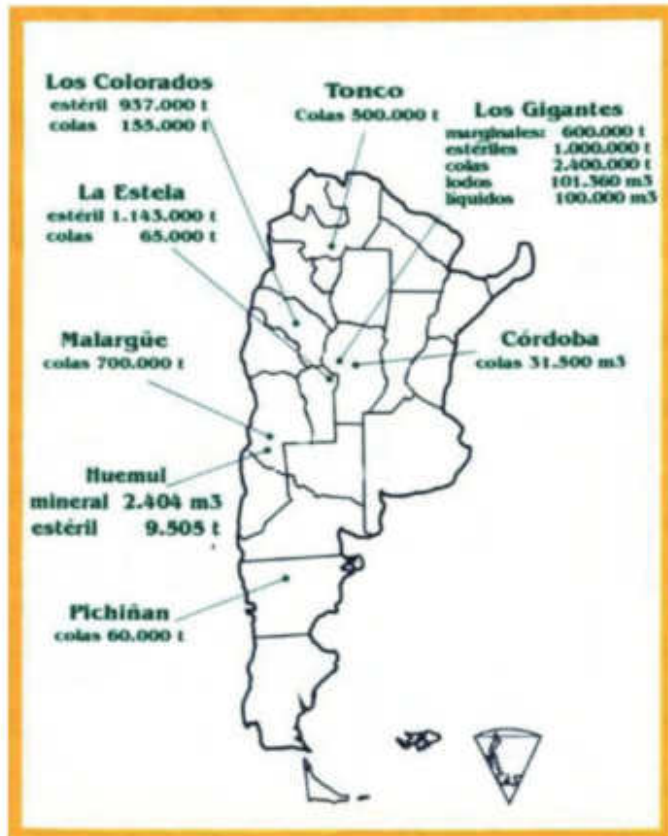 Los Colorados
estéril 937.000 t
colas 155.000 t
Tonco
Colas 500.000 t
Los Gigantes
marginales: 600.000 t
estériles 1.000.000 t
colas 2.400.000 t
lodos 101.360 m3
líquidos 100.000 m3
La Estela
estéril 1.143.000 t
colas 65.000 t
Malargüe
colas 700.000 t
Córdoba
colas 31.500 m3
Huemul
mineral 2.404 m3
estéril 9.505 t
Pichiñan
colas 60.000 t